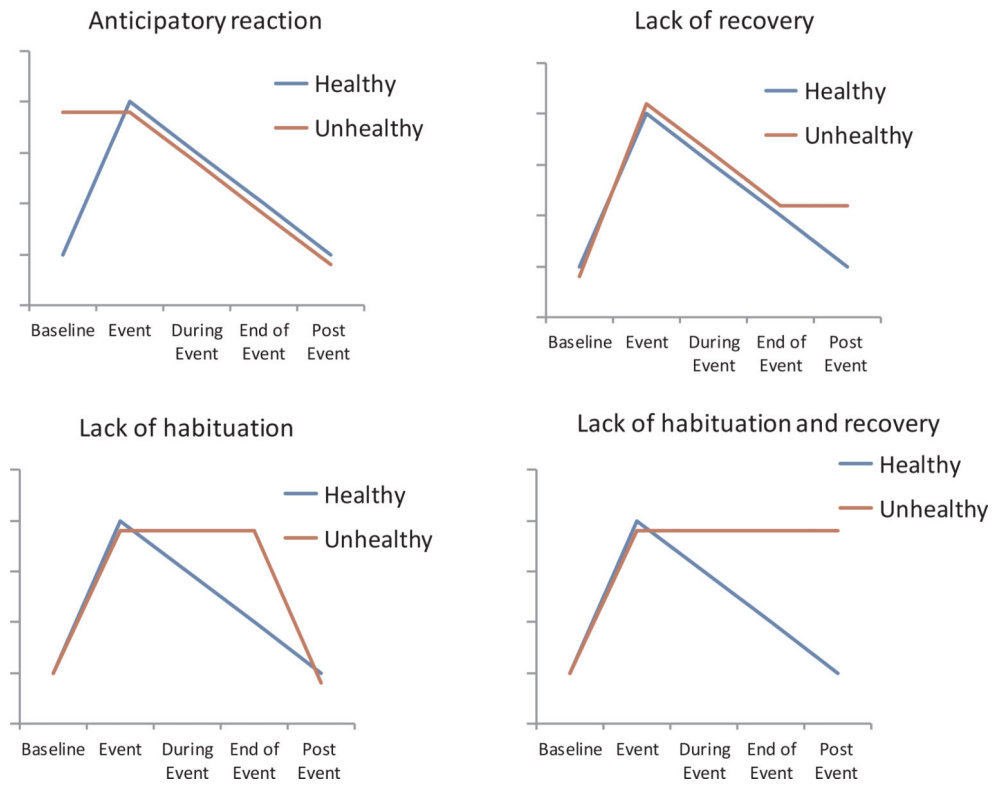 Anticipatory reaction
Healthy
Unhealthy
Baseline Event During Event End of Event Post Event
Lack of recovery
Healthy
Unhealthy
Baseline Event During Event End of Event Post Event
Lack of habituation
Healthy
Unhealthy
Baseline Event During Event End of Event Post Event
Lack of habituation and recovery
Healthy
Unhealthy
Baseline Event During Event End of Event Post Event